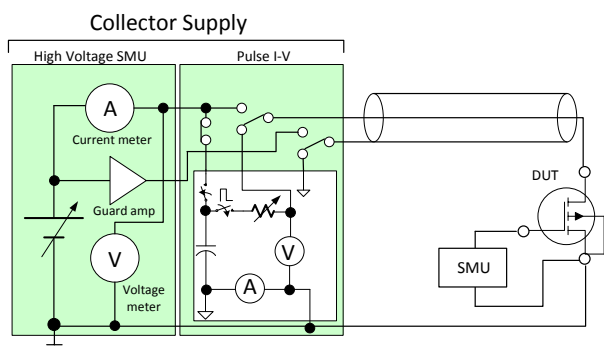 Collector Supply
High Voltage SMU
Pulse I-V
A
Current meter
Guard amp
V
Voltage
meter
V
A
DUT
SMU